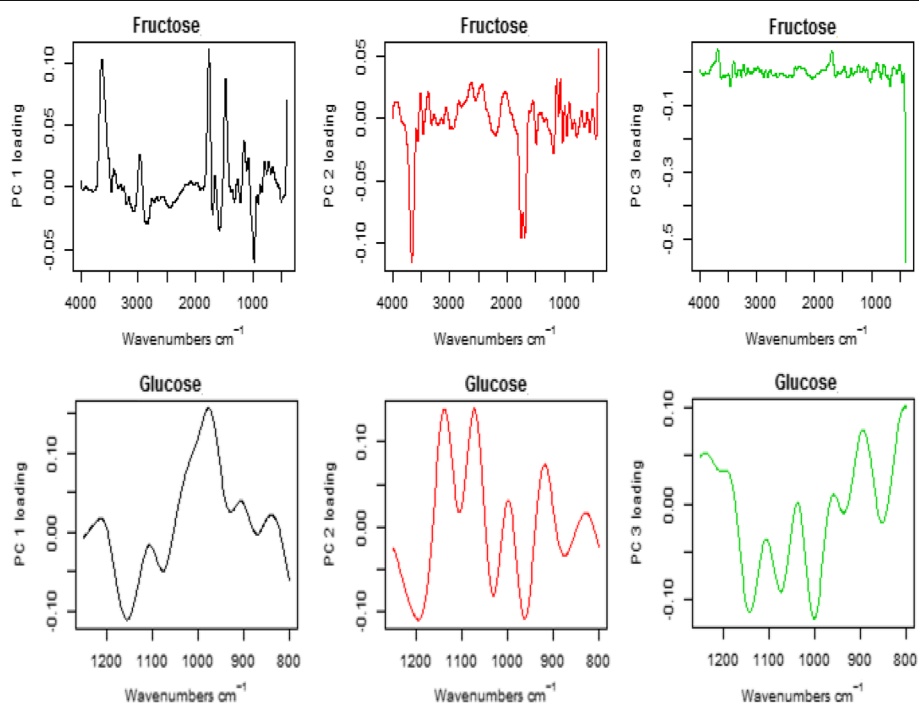 Fructose
PC 1 loading
0.10
0.05
0.00
-0.05
4000 3000 2000 1000
Wavenumbers cm⁻¹
Fructose
PC 2 loading
0.05
0.00
-0.05
-0.10
4000 3000 2000 1000
Wavenumbers cm⁻¹
Fructose
PC 3 loading
-0.1
-0.3
-0.5
4000 3000 2000 1000
Wavenumbers cm⁻¹
Glucose
PC 1 loading
0.10
0.00
-0.10
1200 1100 1000 900 800
Wavenumbers cm⁻¹
Glucose
PC 2 loading
0.10
0.00
-0.10
1200 1100 1000 900 800
Wavenumbers cm⁻¹
Glucose
PC 3 loading
0.10
0.00
-0.10
1200 1100 1000 900 800
Wavenumbers cm⁻¹